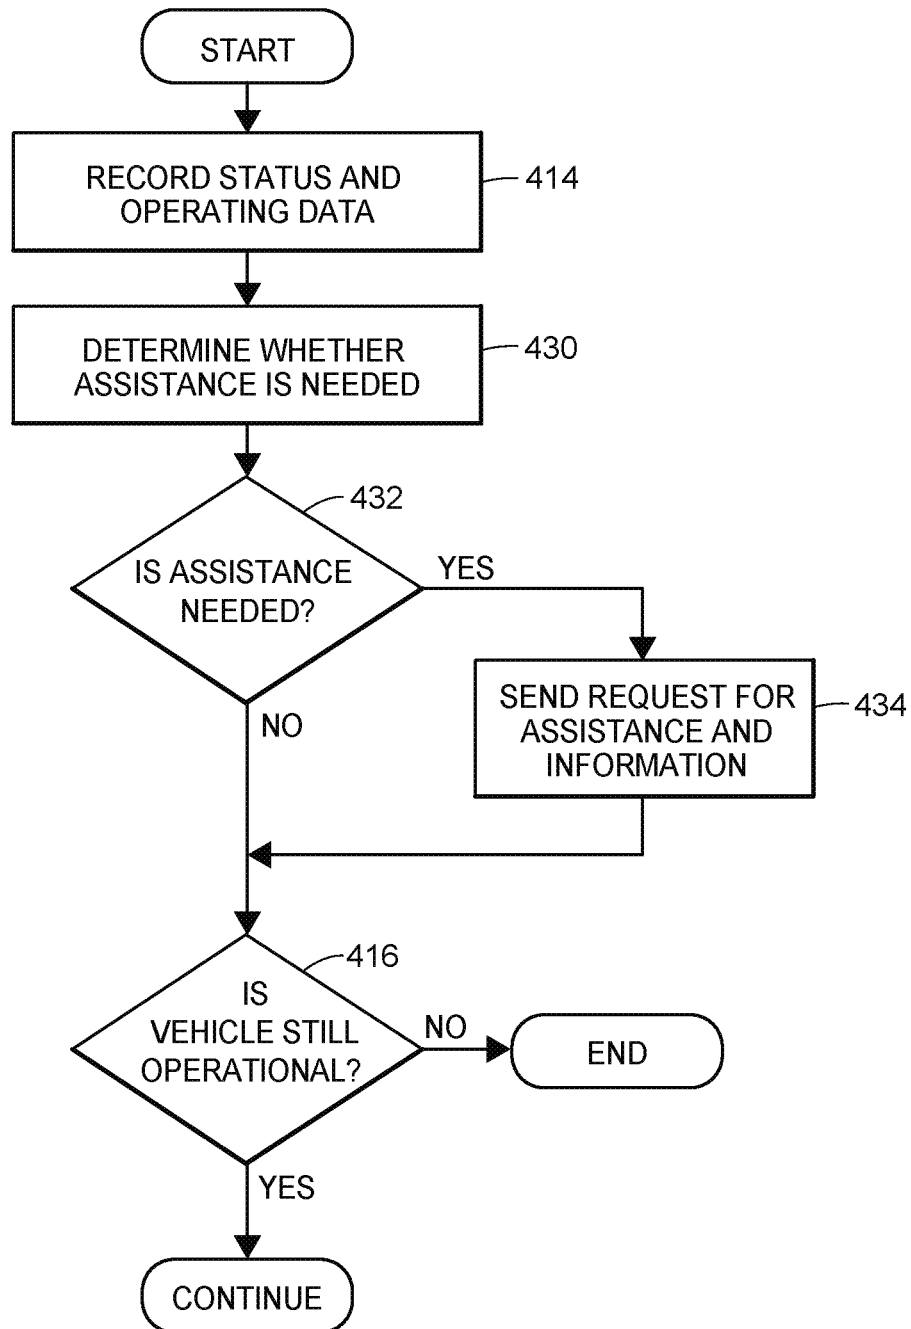 START
RECORD STATUS AND
OPERATING DATA
414
DETERMINE WHETHER
ASSISTANCE IS NEEDED
430
432
IS ASSISTANCE
NEEDED?
YES
NO
SEND REQUEST FOR
ASSISTANCE AND
INFORMATION
434
416
IS
VEHICLE STILL
OPERATIONAL?
NO
END
YES
CONTINUE